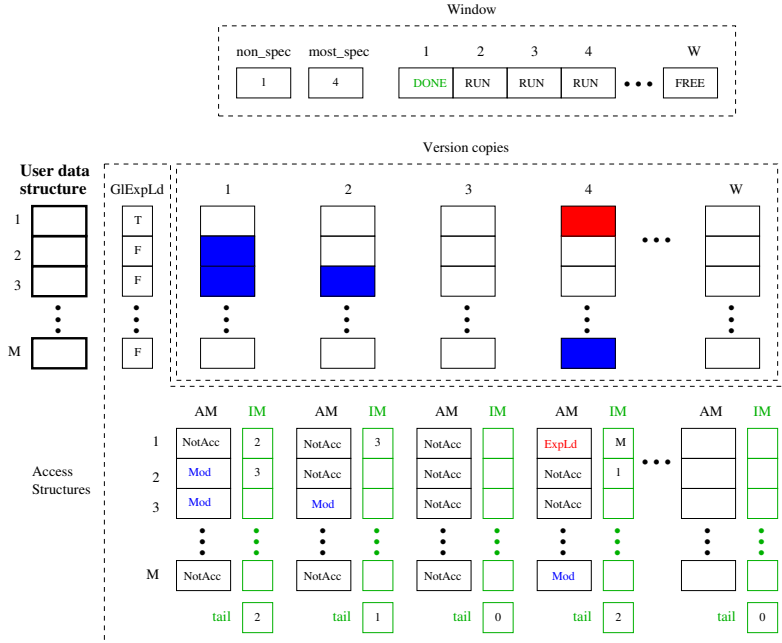 Window
non_spec most_spec 1 2 3 4 W
1 4 DONE RUN RUN RUN FREE
Version copies
User data
structure
GlExpLd 1 2 3 4 W
1 T
2 F
3 F
M F
AM IM AM IM AM IM AM IM AM IM
1 NotAcc 2 NotAcc 3 NotAcc ExpLd M
Access
Structures
2 Mod 3 NotAcc NotAcc NotAcc 1
3 Mod Mod NotAcc NotAcc
M NotAcc NotAcc NotAcc Mod
tail 2 tail 1 tail 0 tail 2 tail 0